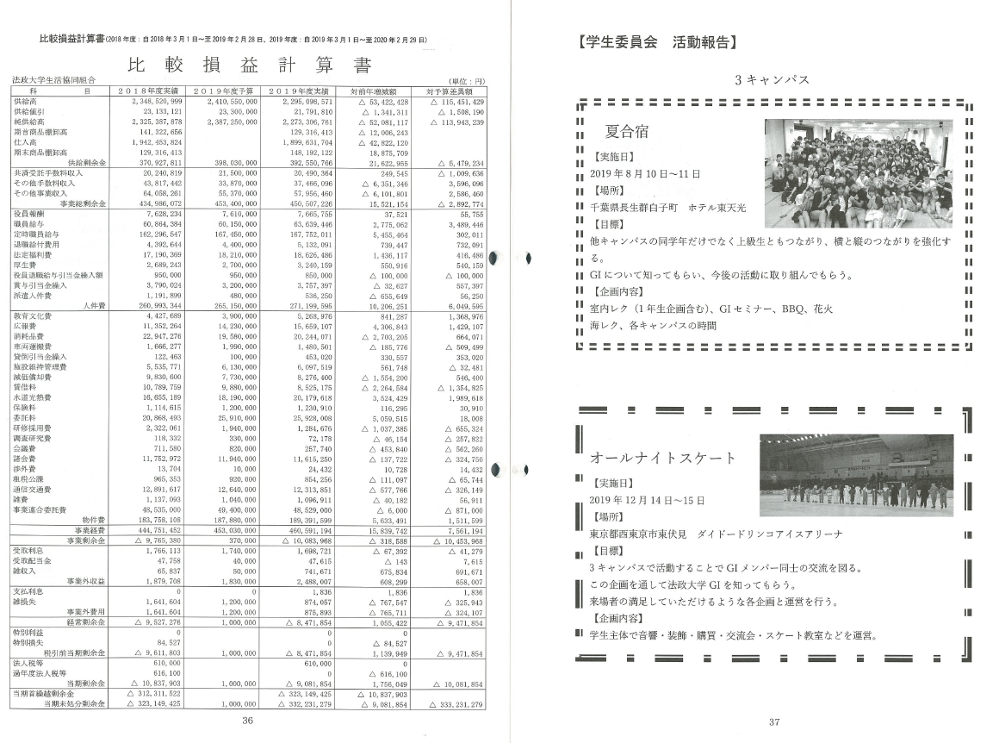 比較損益計算書(2018年度：自2018年3月1日～至2019年2月28日、2019年度：自2019年3月1日～至2020年2月29日)
比較損益計算書
法政大学生活協同組合 (単位：円)
科目 2018年度実績 2019年度予算 2019年度実績 対前年増減額 対予算差異額
供給高 2,348,520,999 2,410,550,000 2,295,098,571 △ 53,422,428 △ 115,451,429
供給値引 23,133,121 23,300,000 21,791,810 △ 1,341,311 △ 1,508,190
純供給高 2,325,387,878 2,387,250,000 2,273,306,761 △ 52,081,117 △ 113,943,239
期首商品棚卸高 141,322,656 129,316,413 △ 12,006,243
仕入高 1,942,453,824 1,899,631,704 △ 42,822,120
期末商品棚卸高 129,316,413 148,192,122 18,875,709
供給剰余金 370,927,811 398,030,000 392,550,766 21,622,955 △ 5,479,234
共済受託手数料収入 20,240,819 21,500,000 20,490,364 249,545 △ 1,009,636
その他手数料収入 43,817,442 33,870,000 37,466,096 △ 6,351,346 3,596,096
その他事業収入 64,058,261 55,370,000 57,956,460 △ 6,101,801 2,586,460
事業総剰余金 434,986,072 453,400,000 450,507,226 15,521,154 △ 2,892,774
役員報酬 7,628,234 7,610,000 7,665,755 37,521 55,755
職員給与 60,864,384 60,150,000 63,639,446 2,775,062 3,489,446
定時職員給与 162,296,547 167,450,000 167,752,011 5,455,464 302,011
退職給付費用 4,392,644 4,400,000 5,132,091 739,447 732,091
法定福利費 17,190,369 18,210,000 18,626,486 1,436,117 416,486
厚生費 2,689,243 2,700,000 3,240,159 550,916 540,159
役員退職給与引当金繰入額 950,000 950,000 850,000 △ 100,000 △ 100,000
賞与引当金繰入 3,790,024 3,200,000 3,757,397 △ 32,627 557,397
派遣人件費 1,191,899 480,000 536,250 △ 655,649 56,250
人件費 260,993,344 265,150,000 271,199,595 10,206,251 6,049,595
教育文化費 4,427,689 3,900,000 5,268,976 841,287 1,368,976
広報費 11,352,264 14,230,000 15,659,107 4,306,843 1,429,107
消耗品費 22,947,276 19,580,000 20,244,071 △ 2,703,205 664,071
車両運搬費 1,666,277 1,990,000 1,480,501 △ 185,776 △ 509,499
貸倒引当金繰入 122,463 100,000 453,020 330,557 353,020
施設維持管理費 5,535,771 6,130,000 6,097,519 561,748 △ 32,481
減価償却費 9,830,600 7,730,000 8,276,400 △ 1,554,200 546,400
賃借料 10,789,759 9,880,000 8,525,175 △ 2,264,584 △ 1,354,825
水道光熱費 16,655,189 18,190,000 20,179,618 3,524,429 1,989,618
保険料 1,114,615 1,200,000 1,230,910 116,295 30,910
委託料 20,868,493 25,910,000 25,928,008 5,059,515 18,008
研修採用費 2,322,061 1,940,000 1,284,676 △ 1,037,385 △ 655,324
調査研究費 118,332 330,000 72,178 △ 46,154 △ 257,822
会議費 711,580 820,000 257,740 △ 453,840 △ 562,260
諸会費 11,752,972 11,940,000 11,615,250 △ 137,722 △ 324,750
渉外費 13,704 10,000 24,432 10,728 14,432
租税公課 965,353 920,000 854,256 △ 111,097 △ 65,744
通信交通費 12,891,617 12,640,000 12,313,851 △ 577,766 △ 326,149
雑費 1,137,093 1,040,000 1,096,911 △ 40,182 56,911
事業連合委託費 48,535,000 49,400,000 48,529,000 △ 6,000 △ 871,000
物件費 183,758,108 187,880,000 189,391,599 5,633,491 1,511,599
事業経費 444,751,452 453,030,000 460,591,194 15,839,742 7,561,194
事業剰余金 △ 9,765,380 370,000 △ 10,083,968 △ 318,588 △ 10,453,968
受取利息 1,766,113 1,740,000 1,698,721 △ 67,392 △ 41,279
受取配当金 47,758 40,000 47,615 △ 143 7,615
雑収入 65,837 50,000 741,671 675,834 691,671
事業外収益 1,879,708 1,830,000 2,488,007 608,299 658,007
支払利息 0 1,836 1,836 1,836
雑損失 1,641,604 1,200,000 874,057 △ 767,547 △ 325,943
事業外費用 1,641,604 1,200,000 875,893 △ 765,711 △ 324,107
経常剰余金 △ 9,527,276 1,000,000 △ 8,471,854 1,055,422 △ 9,471,854
特別利益 0 0 0
特別損失 84,527 0 △ 84,527
税引前当期剰余金 △ 9,611,803 1,000,000 △ 8,471,854 1,139,949 △ 9,471,854
法人税等 610,000 610,000 0
過年度法人税等 616,100 0 △ 616,100
当期剰余金 △ 10,837,903 1,000,000 △ 9,081,854 1,756,049 △ 10,081,854
当期首繰越剰余金 △ 312,311,522 △ 323,149,425 △ 10,837,903
当期未処分剰余金 △ 323,149,425 1,000,000 △ 332,231,279 △ 9,081,854 △ 333,231,279
36
【学生委員会　活動報告】
3キャンパス
夏合宿
【実施日】
2019年8月10日～11日
【場所】
千葉県長生群白子町　ホテル東天光
【目標】
他キャンパスの同学年だけでなく上級生ともつながり、横と縦のつながりを強化す
る。
GIについて知ってもらい、今後の活動に取り組んでもらう。
【企画内容】
室内レク（1年生企画含む）、GIセミナー、BBQ、花火
海レク、各キャンパスの時間
オールナイトスケート
【実施日】
2019年12月14日～15日
【場所】
東京都西東京市東伏見　ダイドードリンコアイスアリーナ
【目標】
3キャンパスで活動することでGIメンバー同士の交流を図る。
この企画を通して法政大学GIを知ってもらう。
来場者の満足していただけるような各企画と運営を行う。
【企画内容】
学生主体で音響・装飾・購買・交流会・スケート教室などを運営。
37